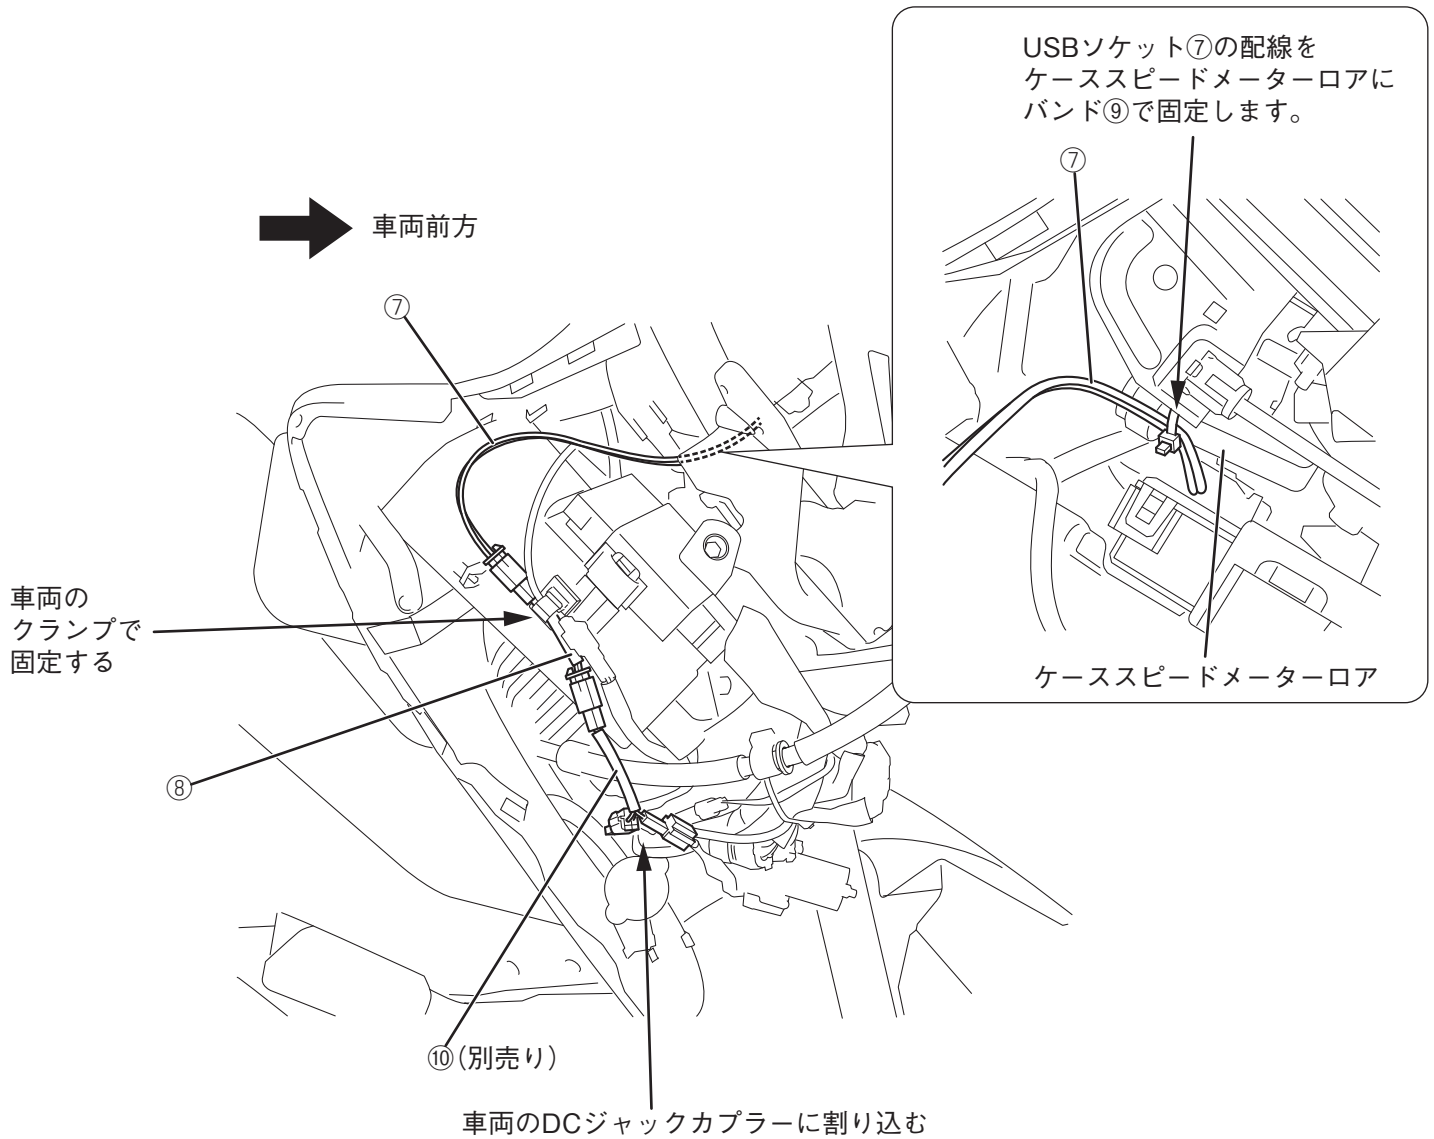 USBソケット⑦の配線を
ケーススピードメーターロアに
バンド⑨で固定します。
⑦
車両前方
⑦
⑦
車両の
クランプで
固定する
ケーススピードメーターロア
⑧
⑩(別売り)
車両のDCジャックカプラーに割り込む